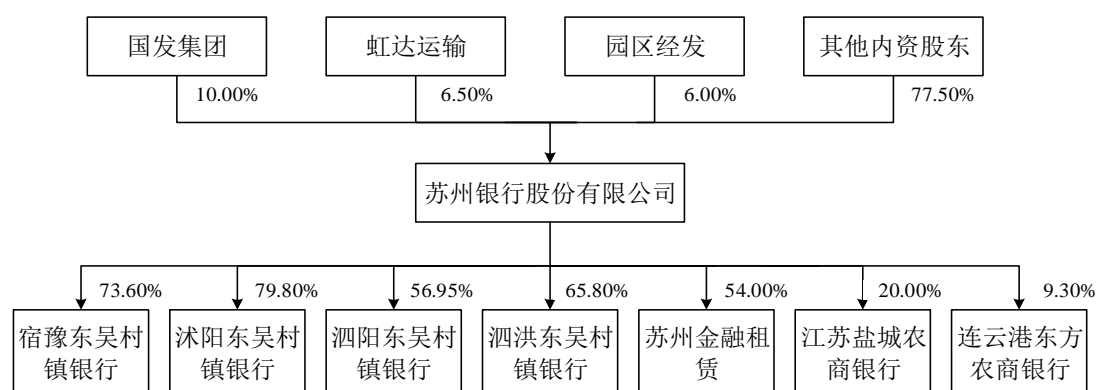 国发集团
虹达运输
园区经发
其他内资股东
10.00%
6.50%
6.00%
77.50%
苏州银行股份有限公司
73.60%
79.80%
56.95%
65.80%
54.00%
20.00%
9.30%
宿豫东吴村
镇银行
沭阳东吴村
镇银行
泗阳东吴村
镇银行
泗洪东吴村
镇银行
苏州金融租
赁
江苏盐城农
商银行
连云港东方
农商银行